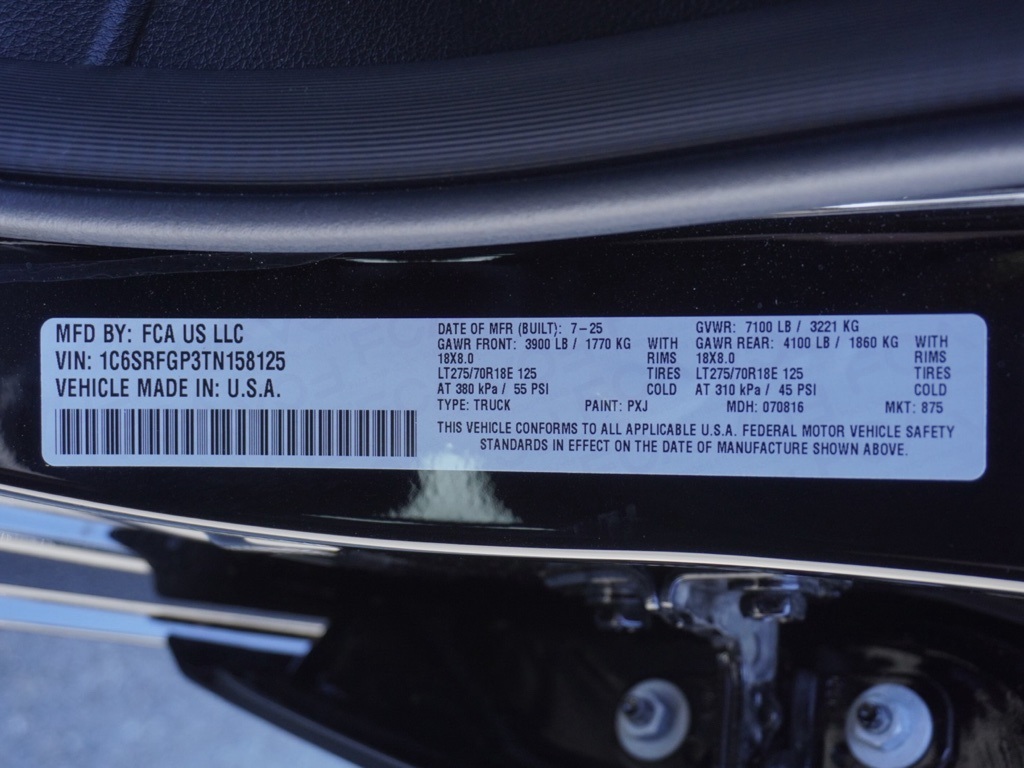 MFD BY: FCA US LLC
VIN: 1C6SRFGP3TN158125
VEHICLE MADE IN: U.S.A.
DATE OF MFR (BUILT): 7-25 GVWR: 7100 LB / 3221 KG
GAWR FRONT: 3900 LB / 1770 KG WITH GAWR REAR: 4100 LB / 1860 KG WITH
18X8.0 RIMS 18X8.0 RIMS
LT275/70R18E 125 TIRES LT275/70R18E 125 TIRES
AT 380 kPa / 55 PSI COLD AT 310 kPa / 45 PSI COLD
TYPE: TRUCK PAINT: PXJ MDH: 070816 MKT: 875
THIS VEHICLE CONFORMS TO ALL APPLICABLE U.S.A. FEDERAL MOTOR VEHICLE SAFETY
STANDARDS IN EFFECT ON THE DATE OF MANUFACTURE SHOWN ABOVE.